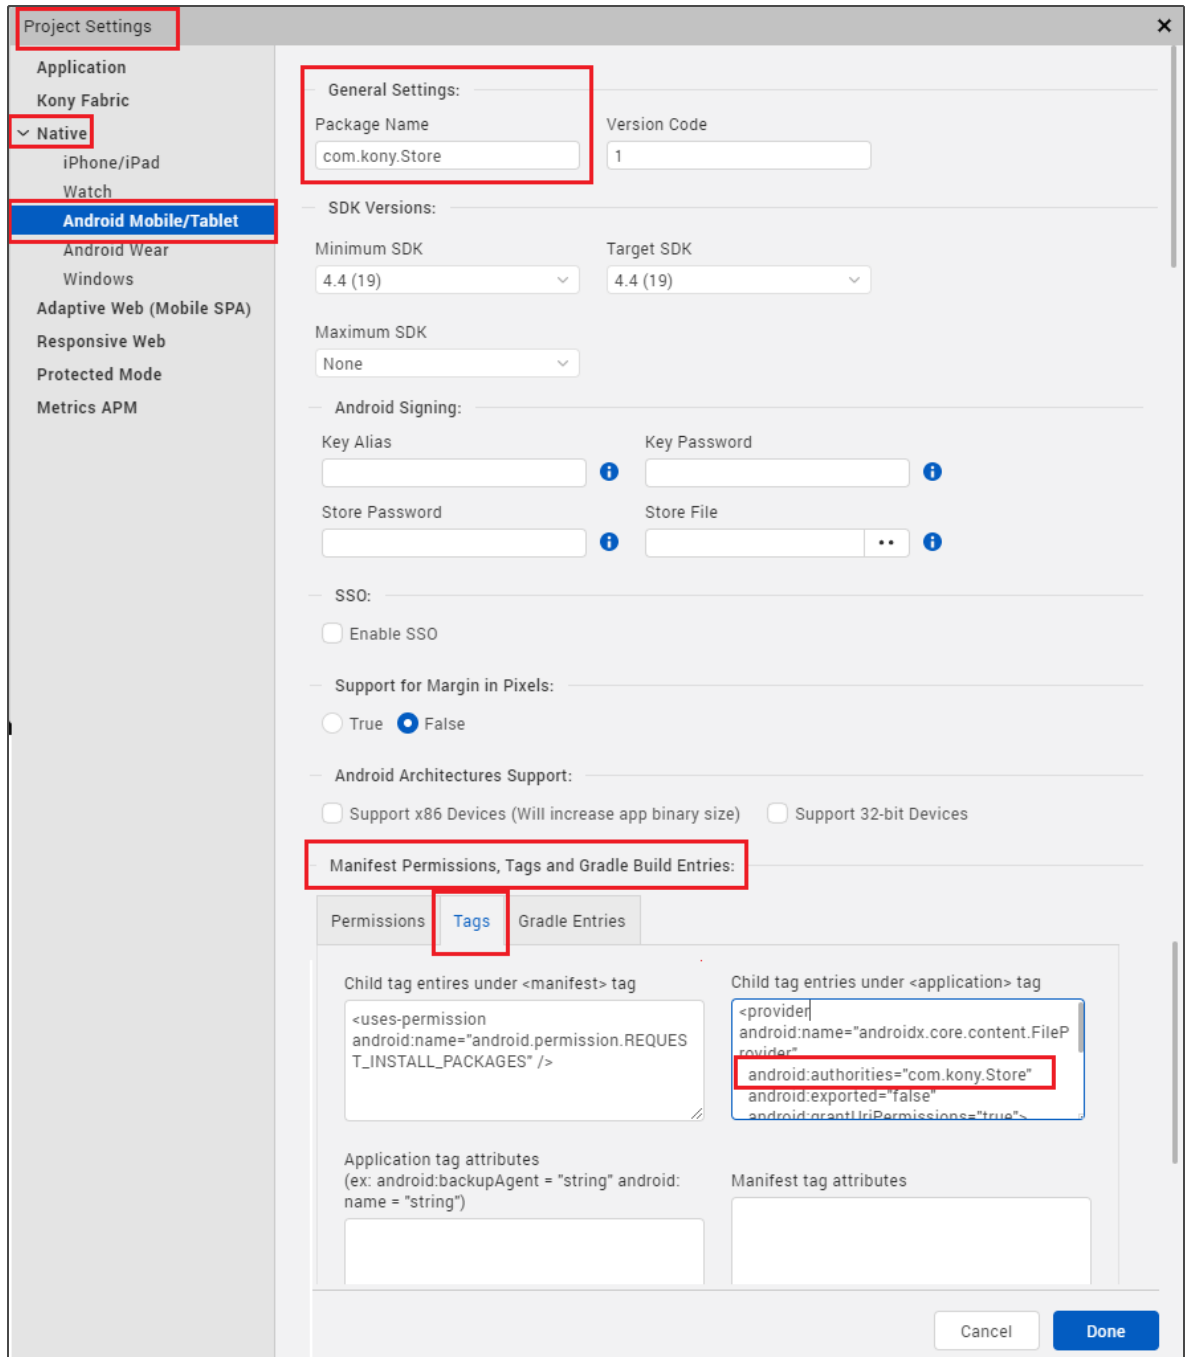 Project Settings
Application
Kony Fabric
Native
iPhone/iPad
Watch
Android Mobile/Tablet
Android Wear
Windows
Adaptive Web (Mobile SPA)
Responsive Web
Protected Mode
Metrics APM
General Settings:
Package Name
Version Code
com.kony.Store
1
SDK Versions:
Minimum SDK
Target SDK
4.4 (19)
4.4 (19)
Maximum SDK
None
Android Signing:
Key Alias
Key Password
Store Password
Store File
SSO:
Enable SSO
Support for Margin in Pixels:
True
False
Android Architectures Support:
Support x86 Devices (Will increase app binary size)
Support 32-bit Devices
Manifest Permissions, Tags and Gradle Build Entries:
Permissions
Tags
Gradle Entries
Child tag entires under <manifest> tag
<uses-permission
android:name="android.permission.REQUES
T_INSTALL_PACKAGES" />
Child tag entries under <application> tag
<provider
android:name="androidx.core.content.FileP
rovider"
android:authorities="com.kony.Store"
android:exported="false"
android:grantUriPermissions="true">
Application tag attributes
(ex: android:backupAgent = "string" android:
name = "string")
Manifest tag attributes
Cancel
Done